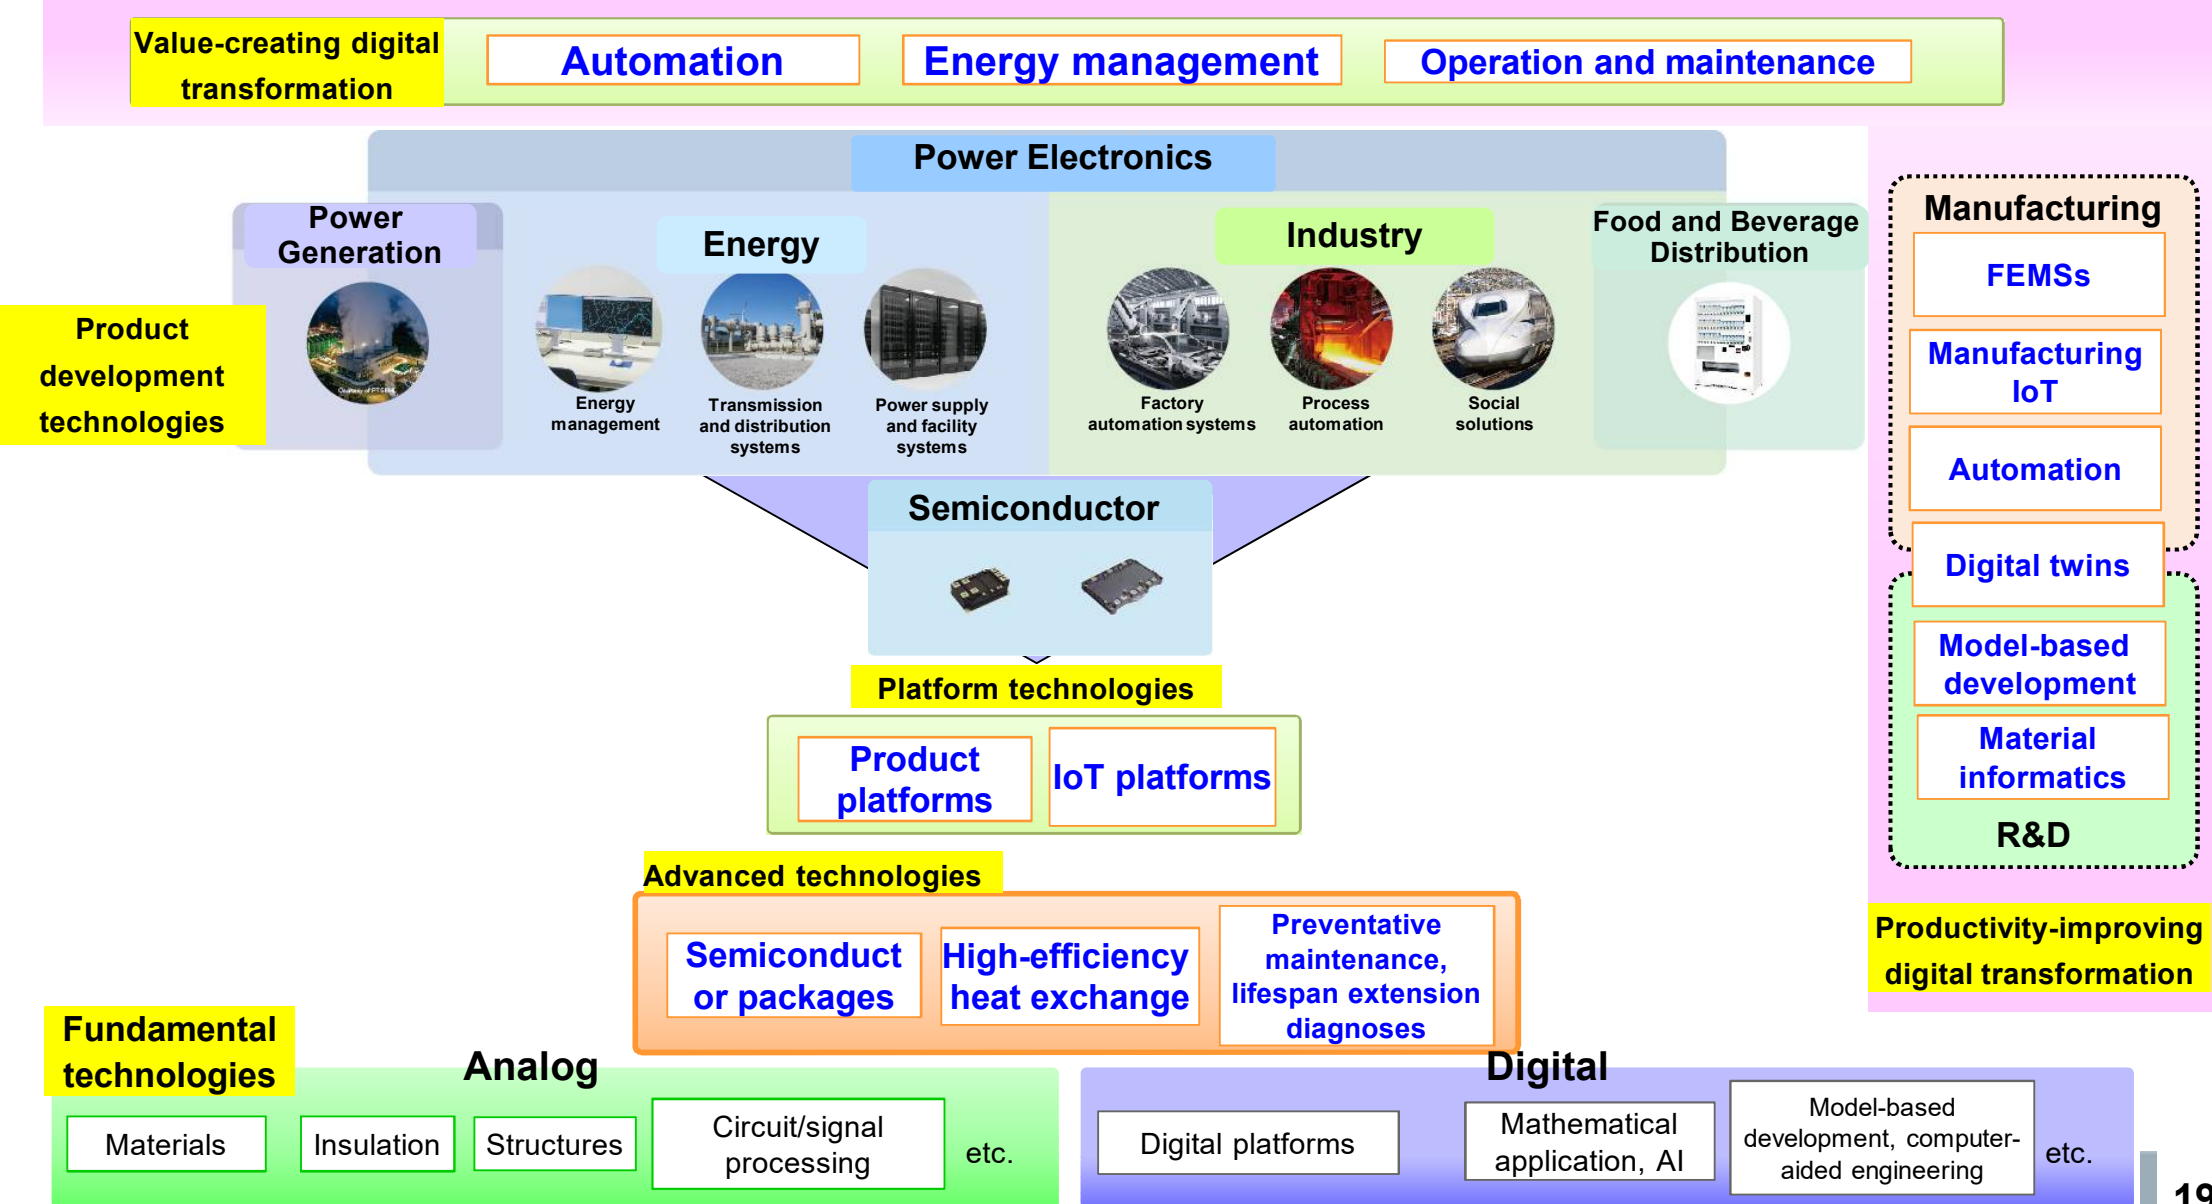 Value-creating digital
transformation
Automation
Energy management
Operation and maintenance
Power Electronics
Power
Generation
Energy
Industry
Food and Beverage
Distribution
Product
development
technologies
Energy
management
Transmission
and distribution
systems
Power supply
and facility
systems
Factory
automation systems
Process
automation
Social
solutions
Semiconductor
Manufacturing
FEMSs
Manufacturing
IoT
Automation
Digital twins
Model-based
development
Material
informatics
R&D
Productivity-improving
digital transformation
Platform technologies
Product
platforms
IoT platforms
Advanced technologies
Semiconduct
or packages
High-efficiency
heat exchange
Preventative
maintenance,
lifespan extension
diagnoses
Fundamental
technologies
Analog
Materials
Insulation
Structures
Circuit/signal
processing
etc.
Digital
Digital platforms
Mathematical
application, AI
Model-based
development, computer-
aided engineering
etc.